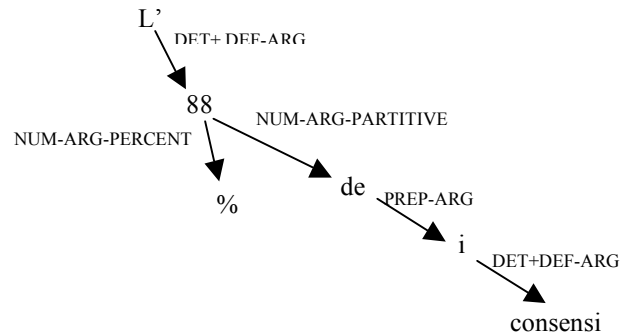 L’
DET+ DEF-ARG
88
NUM-ARG-PERCENT
NUM-ARG-PARTITIVE
%
de
PREP-ARG
i
DET+DEF-ARG
consensi